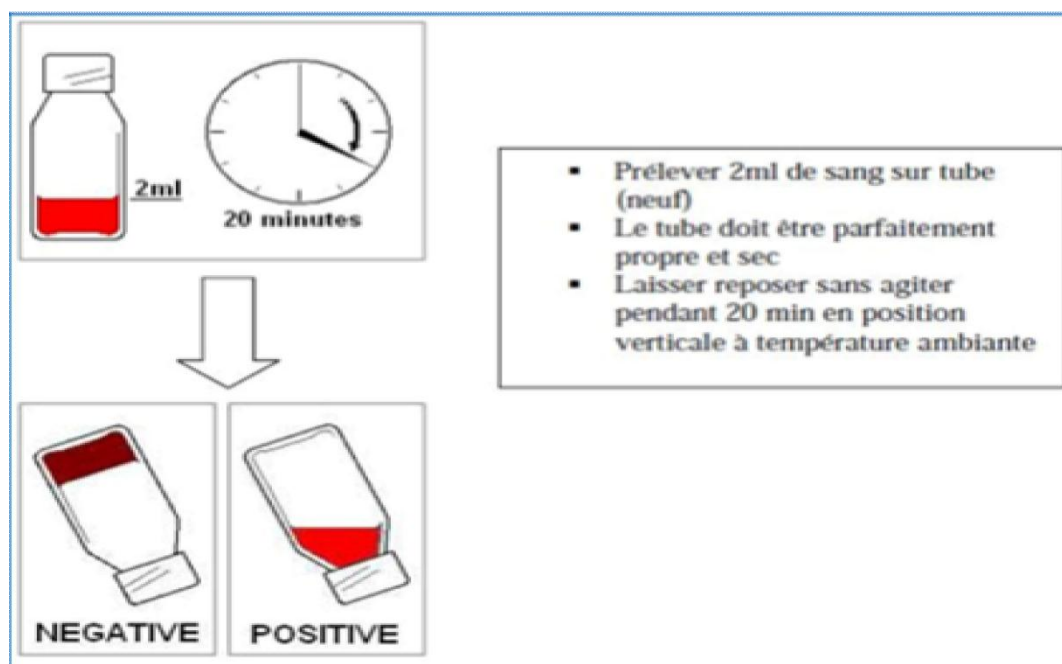 2ml
20 minutes
▪ Prélever 2ml de sang sur tube
(neuf)
▪ Le tube doit être parfaitement
propre et sec
▪ Laisser reposer sans agiter
pendant 20 min en position
verticale à température ambiante
NEGATIVE
POSITIVE